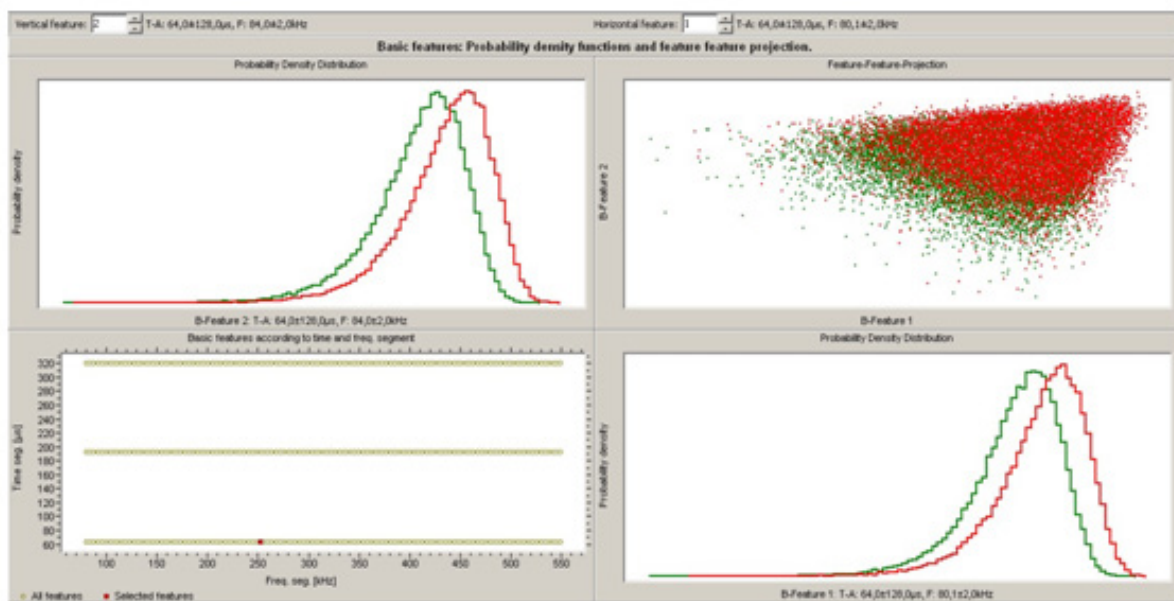 Vertical feature: 2 T-A: 64,0±128,0µs, F: 84,0±2,0kHz
Horizontal feature: 1 T-A: 64,0±128,0µs, F: 80,1±2,0kHz
Basic features: Probability density functions and feature feature projection.
Probability Density Distribution
Probability density
B-Feature 2: T-A: 64,0±128,0µs, F: 84,0±2,0kHz
Feature-Feature-Projection
B-Feature 2
B-Feature 1
Basic features according to time and freq. segment
Time seg. [µs]
320
300
280
260
240
220
200
180
160
140
120
100
80
60
100 150 200 250 300 350 400 450 500 550
Freq. seg. [kHz]
All features Selected features
Probability Density Distribution
Probability density
B-Feature 1: T-A: 64,0±128,0µs, F: 80,1±2,0kHz